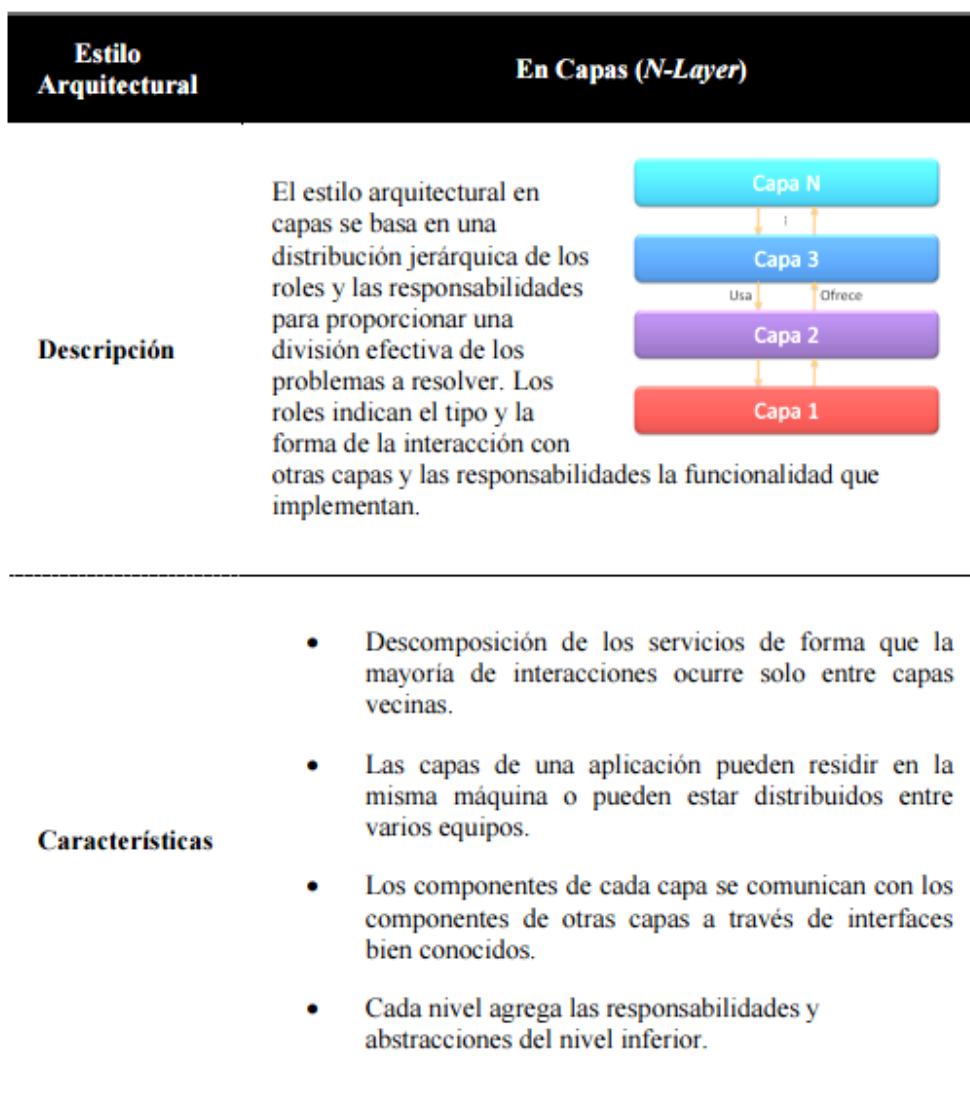 Estilo
Arquitectural
En Capas (N-Layer)
Descripción
El estilo arquitectural en
capas se basa en una
distribución jerárquica de los
roles y las responsabilidades
para proporcionar una
división efectiva de los
problemas a resolver. Los
roles indican el tipo y la
forma de la interacción con
otras capas y las responsabilidades la funcionalidad que
implementan.
Capa N
Capa 3
Usa
Ofrece
Capa 2
Capa 1
Características
• Descomposición de los servicios de forma que la
mayoría de interacciones ocurre solo entre capas
vecinas.
• Las capas de una aplicación pueden residir en la
misma máquina o pueden estar distribuidos entre
varios equipos.
• Los componentes de cada capa se comunican con los
componentes de otras capas a través de interfaces
bien conocidos.
• Cada nivel agrega las responsabilidades y
abstracciones del nivel inferior.